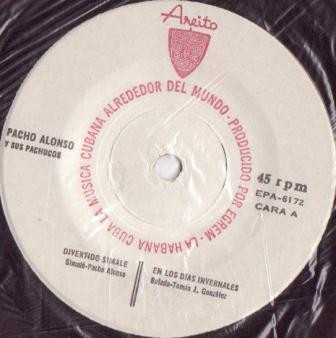 Areito
LA MUSICA CUBANA ALREDEDOR DEL MUNDO · PRODUCIDO POR EGREM · LA HABANA CUBA
PACHO ALONSO
Y SUS PACHUCOS
45 rpm
EPA-6172
CARA A
DIVERTIDO SIMALE
Simalé-Pacho Alonso
EN LOS DIAS INVERNALES
Balada-Tomás J. González